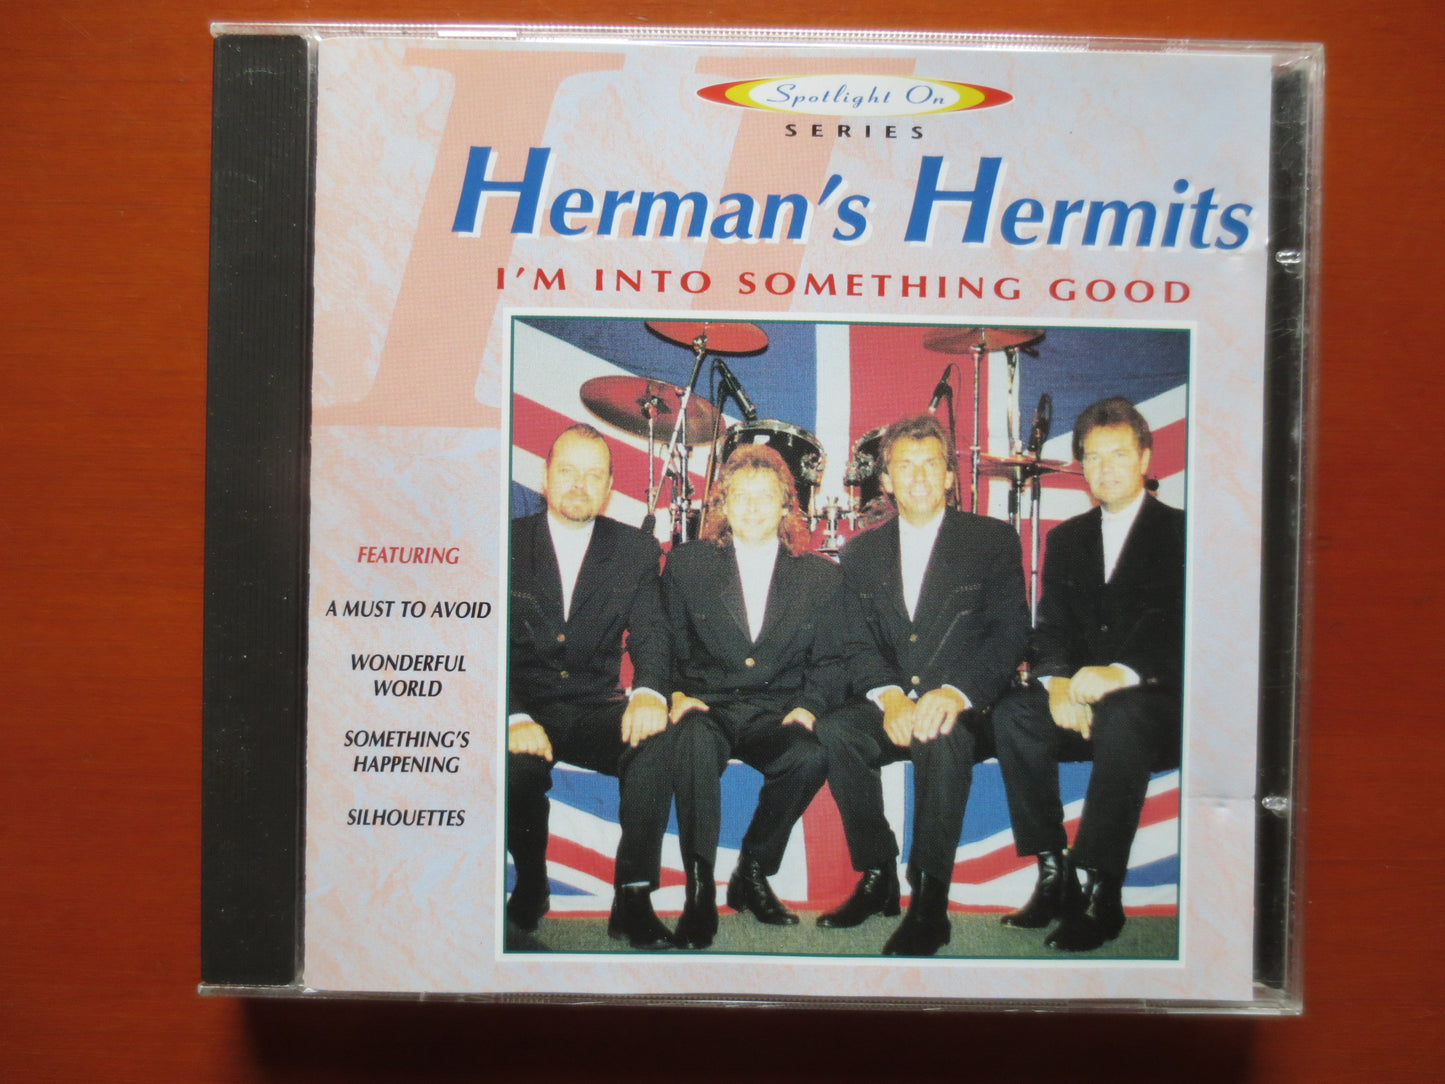 Spotlight On
SERIES
Herman's Hermits
I'M INTO SOMETHING GOOD
FEATURING
A MUST TO AVOID
WONDERFUL
WORLD
SOMETHING'S
HAPPENING
SILHOUETTES